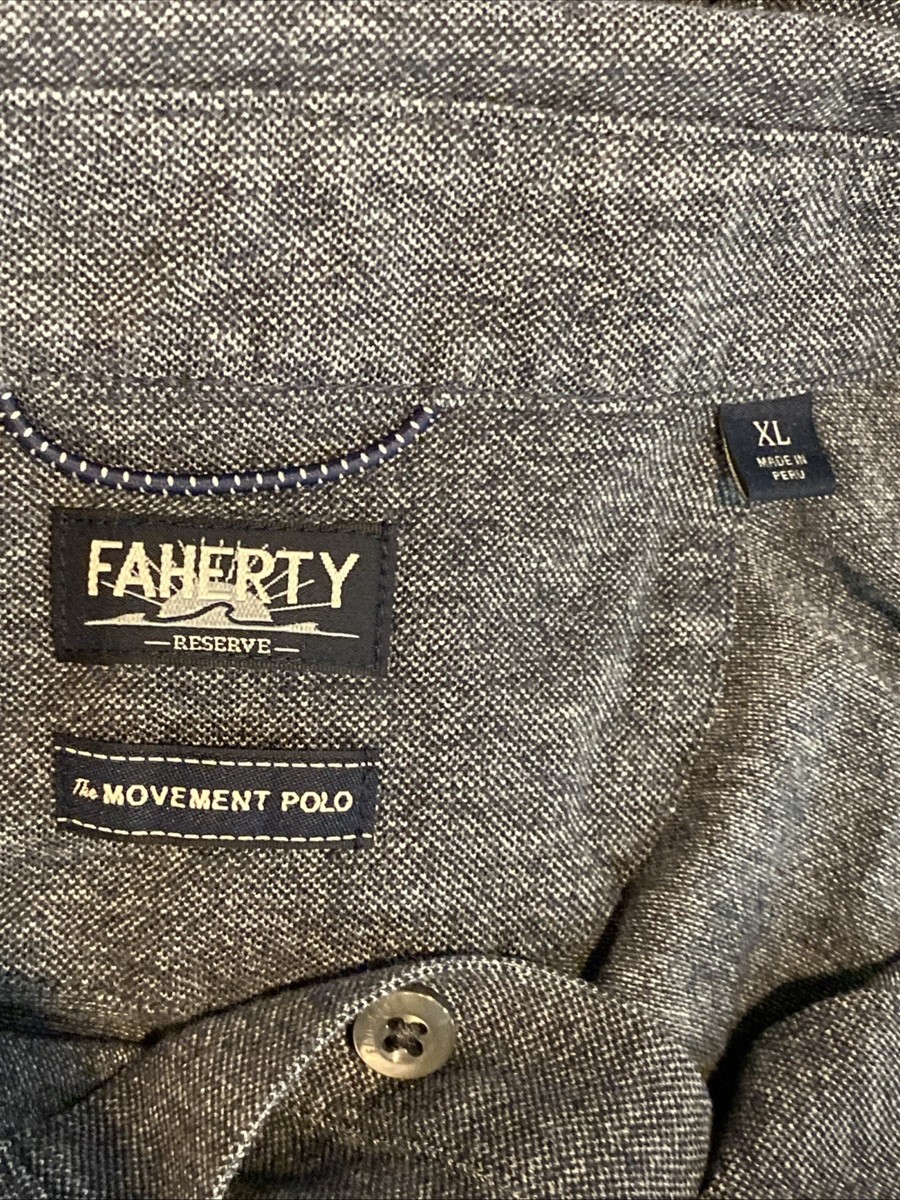 XL
MADE IN
PERU
FAHERTY
—RESERVE—
The MOVEMENT POLO